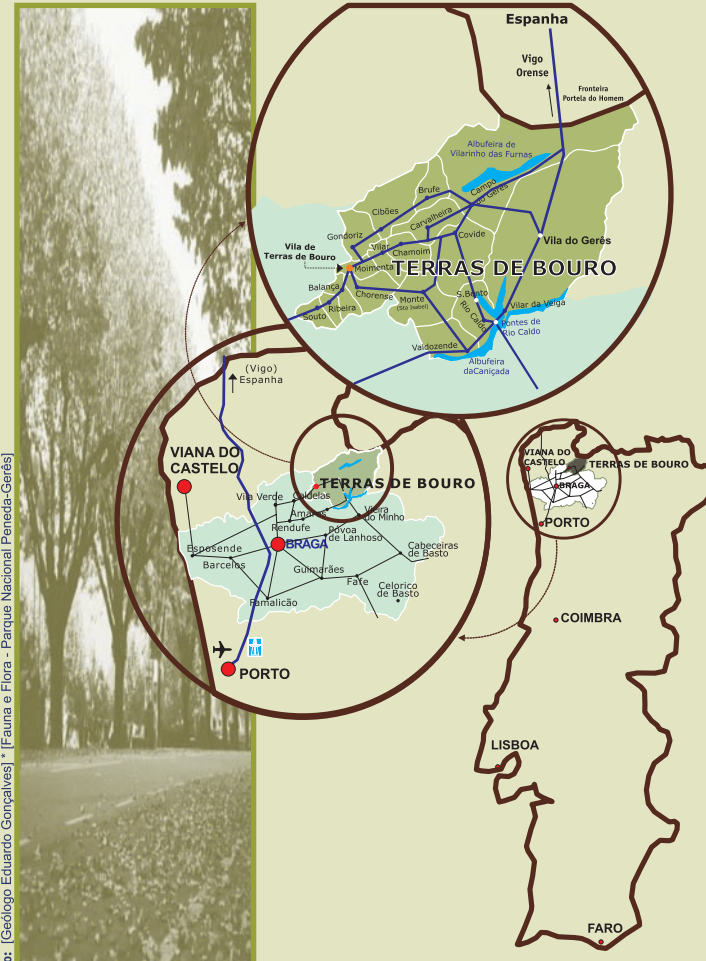 Espanha
Vigo
Orense
Fronteira
Portela do Homem
Albufeira de
Vilarinho das Furnas
Brufe
Campo
do Gerês
Cibões
Carvalheira
Gondoriz
Covide
Vila do Gerês
Vila de
Terras de Bouro
Vilar
Chamoim
Moimenta
TERRAS DE BOURO
Balança
Chorense
Monte
(Sta Isabel)
S.Bento
Rio Caldo
Vilar da Veiga
Ribeira
Souto
Pontes de
Rio Caldo
Valdozende
Albufeira
daCaniçada
(Vigo)
Espanha
VIANA DO
CASTELO
TERRAS DE BOURO
Vila Verde
Caldelas
Amares
Vieira
do Minho
Rendufe
Póvoa
de Lanhoso
BRAGA
Esposende
Barcelos
Cabeceiras
de Basto
Guimarães
Fafe
Celorico
de Basto
Famalicão
PORTO
VIANA DO
CASTELO
TERRAS DE BOURO
BRAGA
PORTO
COIMBRA
LISBOA
FARO
o: [Geólogo Eduardo Gonçalves] * [Fauna e Flora - Parque Nacional Peneda-Gerês]